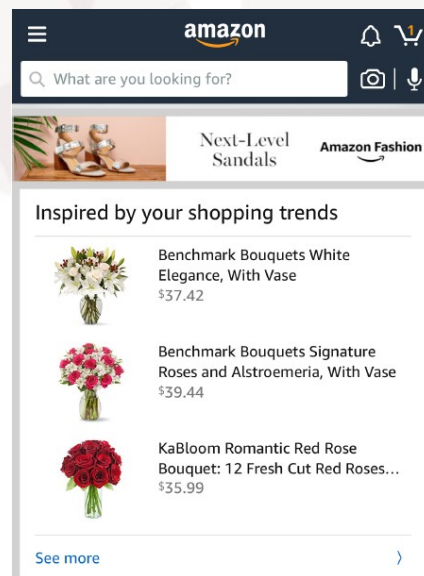 amazon
1
What are you looking for?
Next-Level
Sandals
Amazon Fashion
Inspired by your shopping trends
Benchmark Bouquets White
Elegance, With Vase
$37.42
Benchmark Bouquets Signature
Roses and Alstroemeria, With Vase
$39.44
KaBloom Romantic Red Rose
Bouquet: 12 Fresh Cut Red Roses...
$35.99
See more